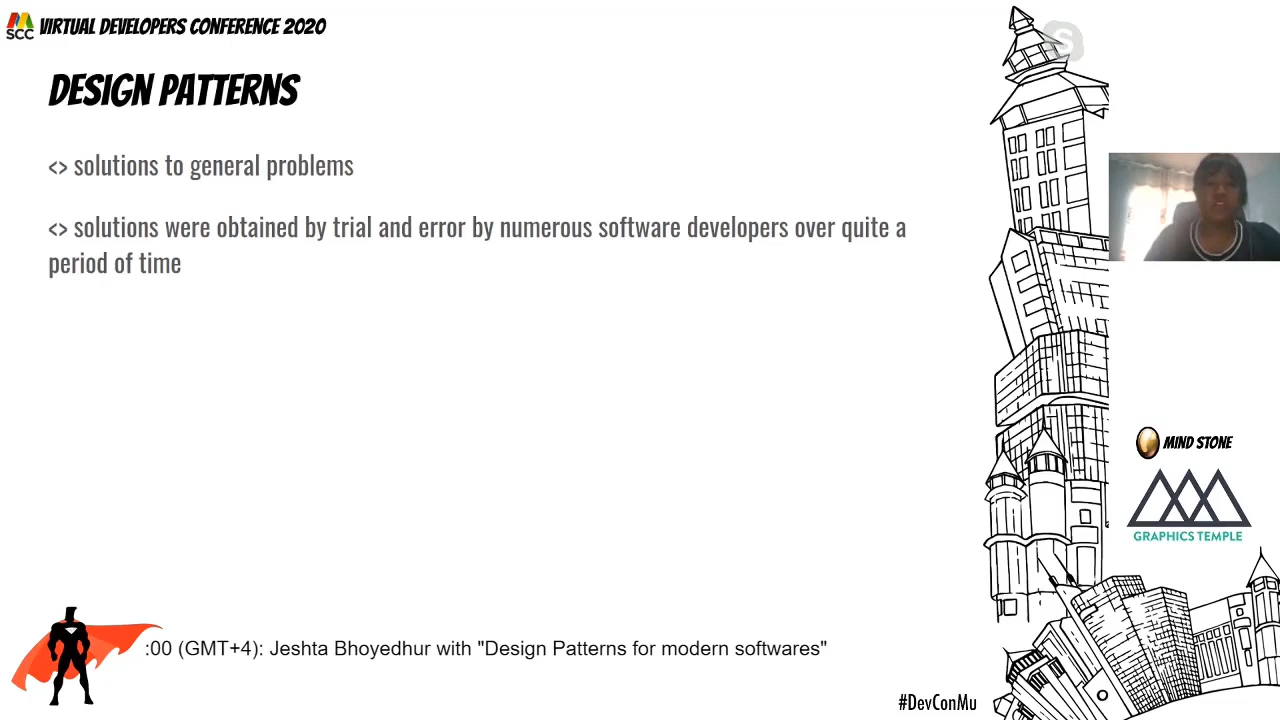 SCC VIRTUAL DEVELOPERS CONFERENCE 2020
S
DESIGN PATTERNS
<> solutions to general problems
<> solutions were obtained by trial and error by numerous software developers over quite a
period of time
MIND STONE
GRAPHICS TEMPLE
:00 (GMT+4): Jeshta Bhoyedhur with "Design Patterns for modern softwares"
#DevConMu